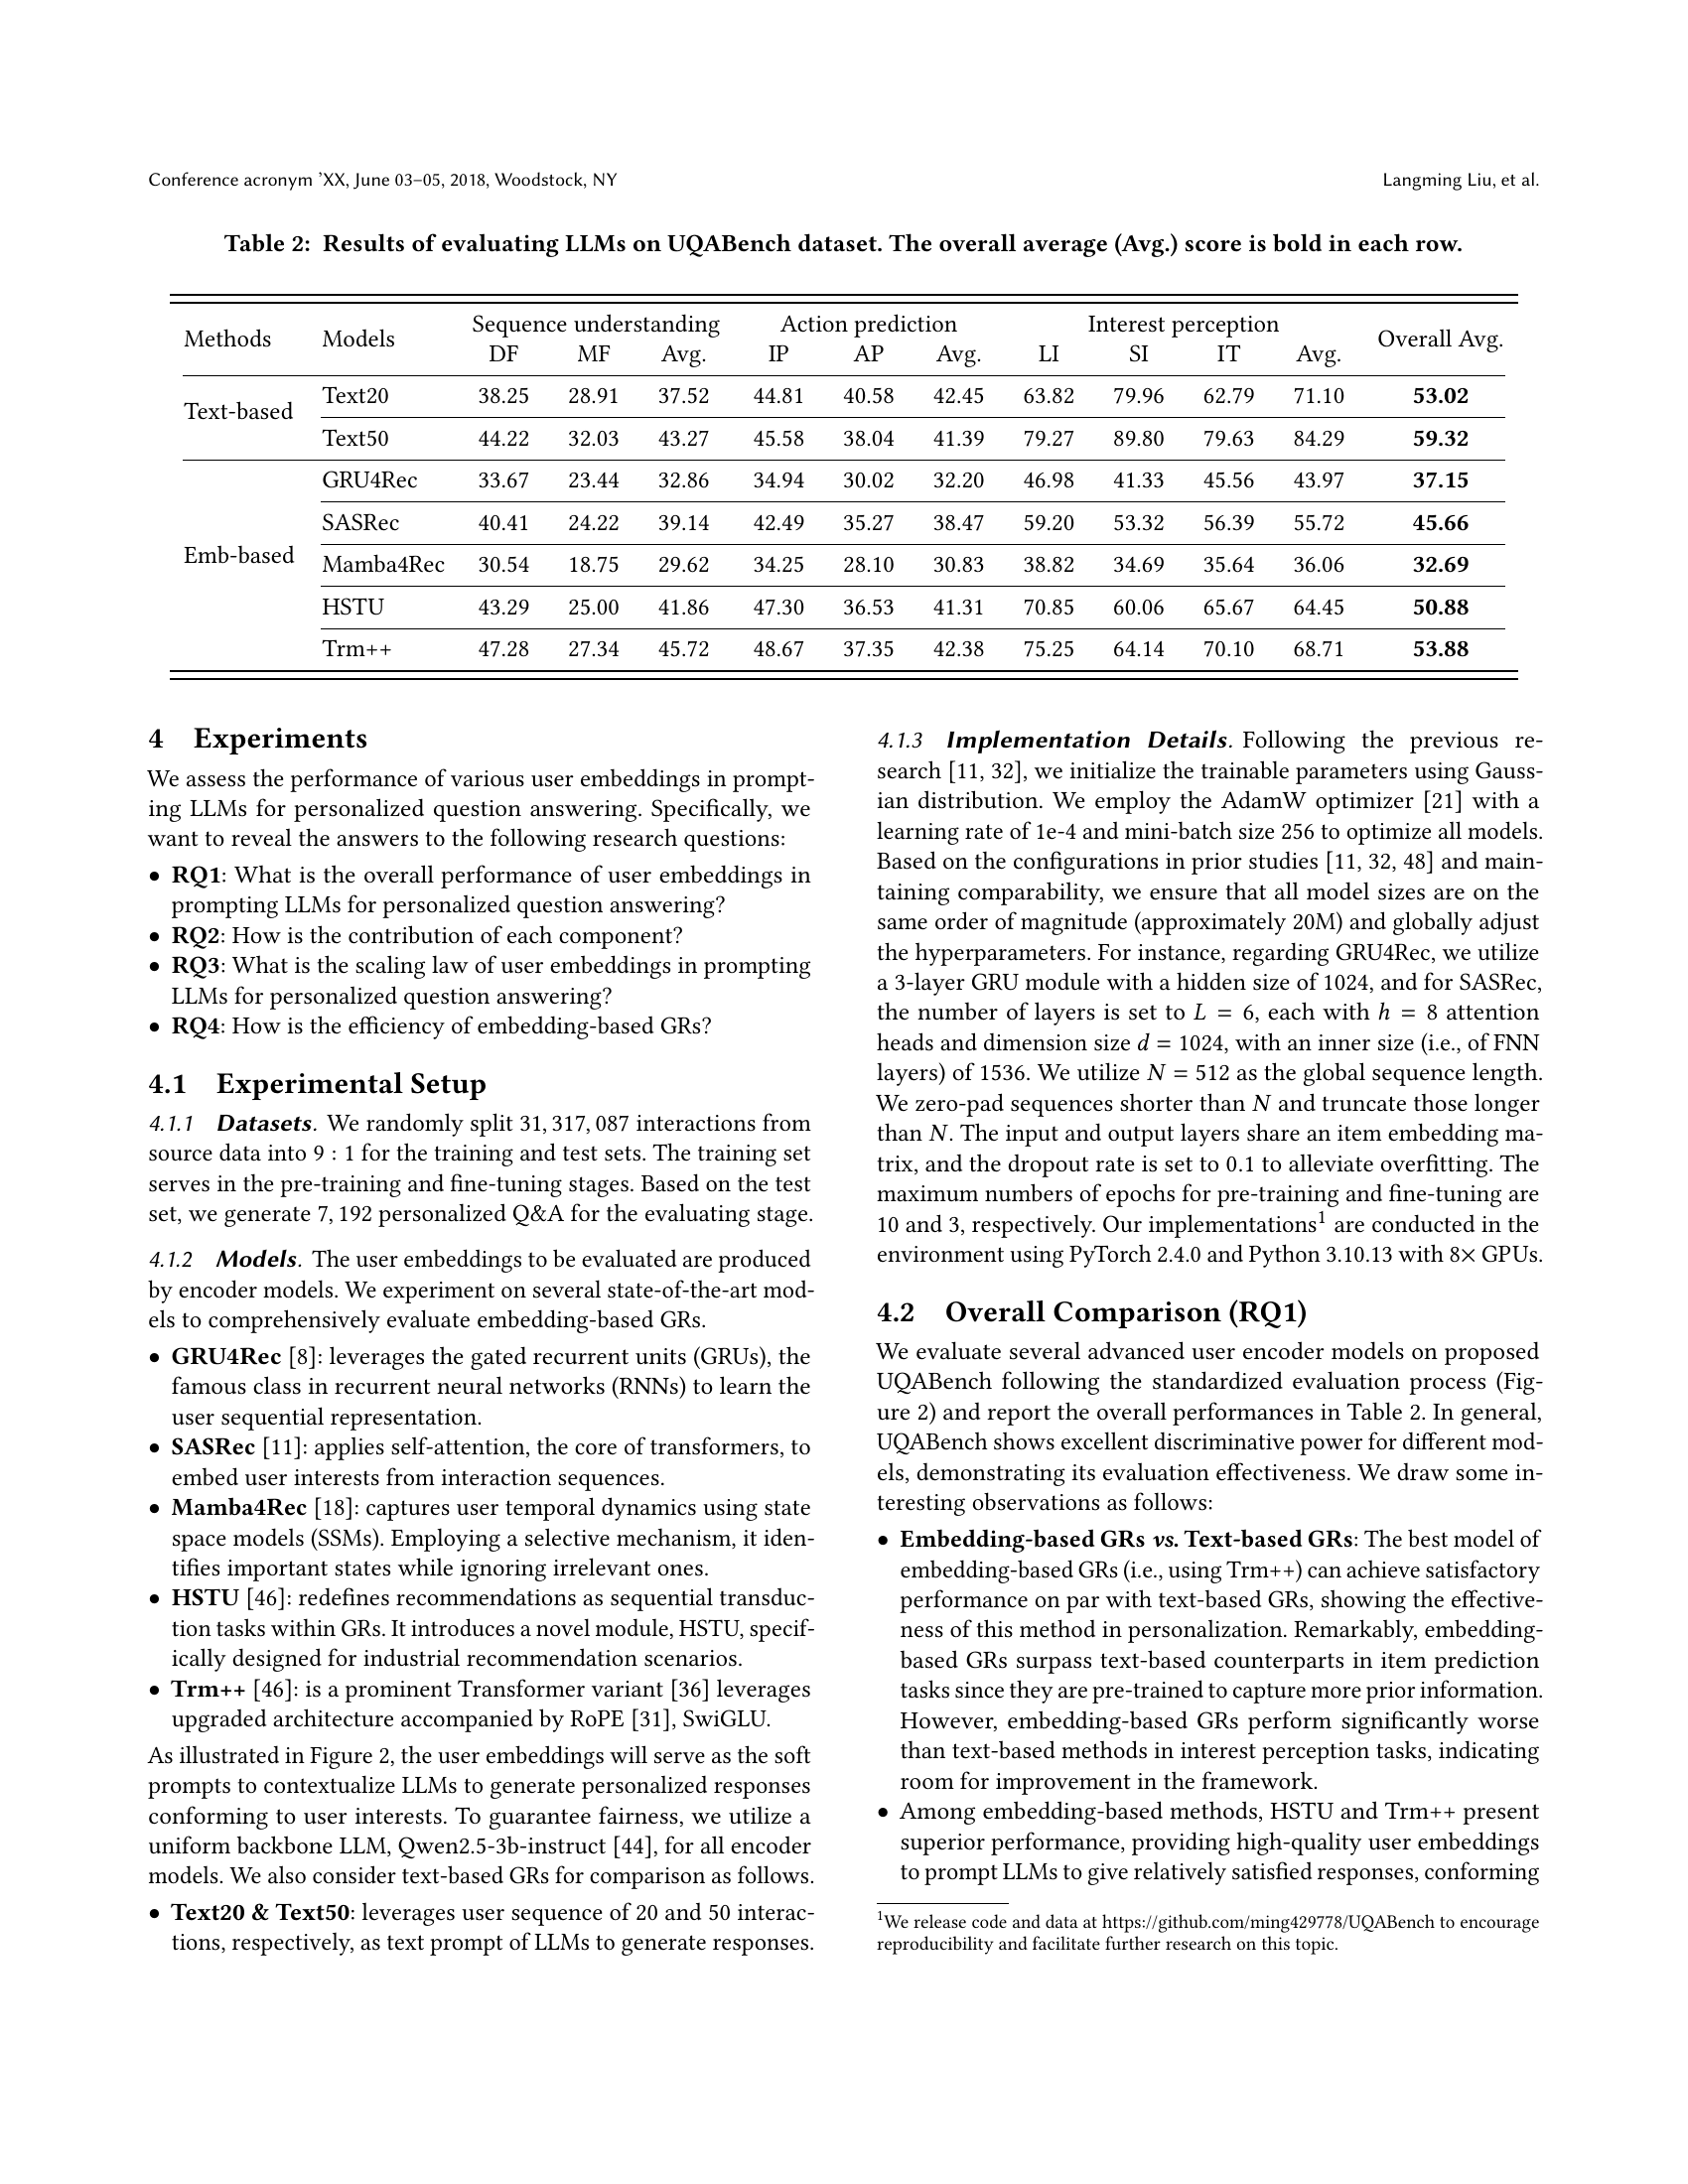 Conference acronym ’XX, June 03–05, 2018, Woodstock, NY
Langming Liu, et al.
Table 2: Results of evaluating LLMs on UQABench dataset. The overall average (Avg.) score is bold in each row.
Methods Models Sequence understanding Action prediction Interest perception Overall Avg.
DF MF Avg. IP AP Avg. LI SI IT Avg.
Text-based
Text20 38.25 28.91 37.52 44.81 40.58 42.45 63.82 79.96 62.79 71.10 53.02
Text50 44.22 32.03 43.27 45.58 38.04 41.39 79.27 89.80 79.63 84.29 59.32
Emb-based
GRU4Rec 33.67 23.44 32.86 34.94 30.02 32.20 46.98 41.33 45.56 43.97 37.15
SASRec 40.41 24.22 39.14 42.49 35.27 38.47 59.20 53.32 56.39 55.72 45.66
Mamba4Rec 30.54 18.75 29.62 34.25 28.10 30.83 38.82 34.69 35.64 36.06 32.69
HSTU 43.29 25.00 41.86 47.30 36.53 41.31 70.85 60.06 65.67 64.45 50.88
Trm++ 47.28 27.34 45.72 48.67 37.35 42.38 75.25 64.14 70.10 68.71 53.88
4 Experiments
We assess the performance of various user embeddings in prompt-
ing LLMs for personalized question answering. Specifically, we
want to reveal the answers to the following research questions:
• RQ1: What is the overall performance of user embeddings in
prompting LLMs for personalized question answering?
• RQ2: How is the contribution of each component?
• RQ3: What is the scaling law of user embeddings in prompting
LLMs for personalized question answering?
• RQ4: How is the efficiency of embedding-based GRs?
4.1 Experimental Setup
4.1.1 Datasets. We randomly split 31, 317, 087 interactions from
source data into 9 : 1 for the training and test sets. The training set
serves in the pre-training and fine-tuning stages. Based on the test
set, we generate 7, 192 personalized Q&A for the evaluating stage.
4.1.2 Models. The user embeddings to be evaluated are produced
by encoder models. We experiment on several state-of-the-art mod-
els to comprehensively evaluate embedding-based GRs.
• GRU4Rec [8]: leverages the gated recurrent units (GRUs), the
famous class in recurrent neural networks (RNNs) to learn the
user sequential representation.
• SASRec [11]: applies self-attention, the core of transformers, to
embed user interests from interaction sequences.
• Mamba4Rec [18]: captures user temporal dynamics using state
space models (SSMs). Employing a selective mechanism, it iden-
tifies important states while ignoring irrelevant ones.
• HSTU [46]: redefines recommendations as sequential transduc-
tion tasks within GRs. It introduces a novel module, HSTU, specif-
ically designed for industrial recommendation scenarios.
• Trm++ [46]: is a prominent Transformer variant [36] leverages
upgraded architecture accompanied by RoPE [31], SwiGLU.
As illustrated in Figure 2, the user embeddings will serve as the soft
prompts to contextualize LLMs to generate personalized responses
conforming to user interests. To guarantee fairness, we utilize a
uniform backbone LLM, Qwen2.5-3b-instruct [44], for all encoder
models. We also consider text-based GRs for comparison as follows.
• Text20 & Text50: leverages user sequence of 20 and 50 interac-
tions, respectively, as text prompt of LLMs to generate responses.
4.1.3 Implementation Details. Following the previous re-
search [11, 32], we initialize the trainable parameters using Gauss-
ian distribution. We employ the AdamW optimizer [21] with a
learning rate of 1e-4 and mini-batch size 256 to optimize all models.
Based on the configurations in prior studies [11, 32, 48] and main-
taining comparability, we ensure that all model sizes are on the
same order of magnitude (approximately 20M) and globally adjust
the hyperparameters. For instance, regarding GRU4Rec, we utilize
a 3-layer GRU module with a hidden size of 1024, and for SASRec,
the number of layers is set to L = 6, each with h = 8 attention
heads and dimension size d = 1024, with an inner size (i.e., of FNN
layers) of 1536. We utilize N = 512 as the global sequence length.
We zero-pad sequences shorter than N and truncate those longer
than N. The input and output layers share an item embedding ma-
trix, and the dropout rate is set to 0.1 to alleviate overfitting. The
maximum numbers of epochs for pre-training and fine-tuning are
10 and 3, respectively. Our implementations1 are conducted in the
environment using PyTorch 2.4.0 and Python 3.10.13 with 8× GPUs.
4.2 Overall Comparison (RQ1)
We evaluate several advanced user encoder models on proposed
UQABench following the standardized evaluation process (Fig-
ure 2) and report the overall performances in Table 2. In general,
UQABench shows excellent discriminative power for different mod-
els, demonstrating its evaluation effectiveness. We draw some in-
teresting observations as follows:
• Embedding-based GRs vs. Text-based GRs: The best model of
embedding-based GRs (i.e., using Trm++) can achieve satisfactory
performance on par with text-based GRs, showing the effective-
ness of this method in personalization. Remarkably, embedding-
based GRs surpass text-based counterparts in item prediction
tasks since they are pre-trained to capture more prior information.
However, embedding-based GRs perform significantly worse
than text-based methods in interest perception tasks, indicating
room for improvement in the framework.
• Among embedding-based methods, HSTU and Trm++ present
superior performance, providing high-quality user embeddings
to prompt LLMs to give relatively satisfied responses, conforming
1We release code and data at https://github.com/ming429778/UQABench to encourage
reproducibility and facilitate further research on this topic.